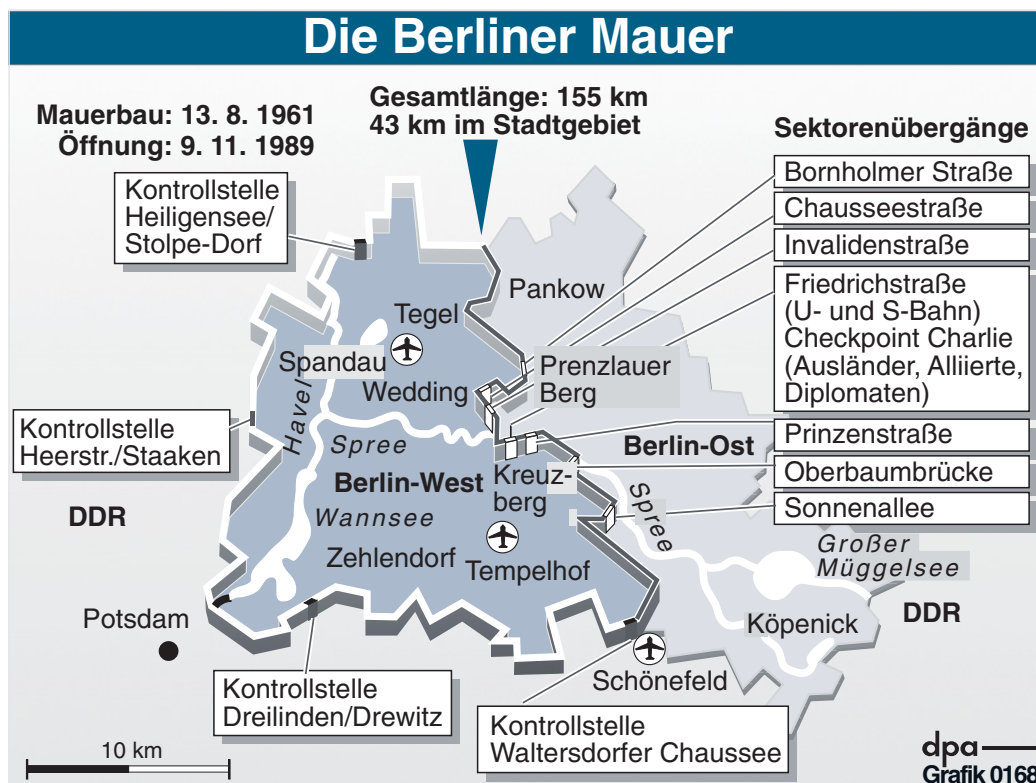 Die Berliner Mauer
Mauerbau: 13. 8. 1961
Öffnung: 9. 11. 1989
Gesamtlänge: 155 km
43 km im Stadtgebiet
Sektorenübergänge
Bornholmer Straße
Chausseestraße
Invalidenstraße
Friedrichstraße
(U- und S-Bahn)
Checkpoint Charlie
(Ausländer, Alliierte,
Diplomaten)
Prinzenstraße
Oberbaumbrücke
Sonnenallee
Kontrollstelle
Heiligensee/
Stolpe-Dorf
Pankow
Tegel
Spandau
Wedding
Prenzlauer
Berg
Havel
Kontrollstelle
Heerstr./Staaken
Spree
Berlin-West
Kreuz-
berg
Berlin-Ost
DDR
Wannsee
Spree
Zehlendorf
Tempelhof
Großer
Müggelsee
DDR
Potsdam
Köpenick
Schönefeld
Kontrollstelle
Dreilinden/Drewitz
Kontrollstelle
Waltersdorfer Chaussee
10 km
dpa
Grafik 0168